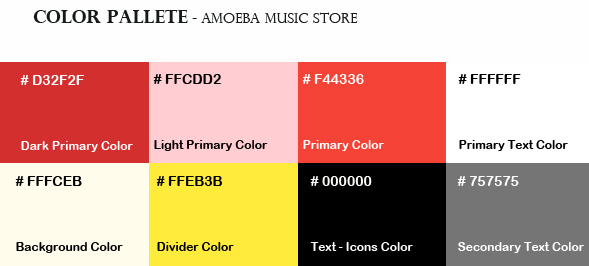 COLOR PALLETE - AMOEBA MUSIC STORE
# D32F2F
# FFCDD2
# F44336
# FFFFFF
Dark Primary Color
Light Primary Color
Primary Color
Primary Text Color
# FFFCEB
# FFEB3B
# 000000
# 757575
Background Color
Divider Color
Text - Icons Color
Secondary Text Color